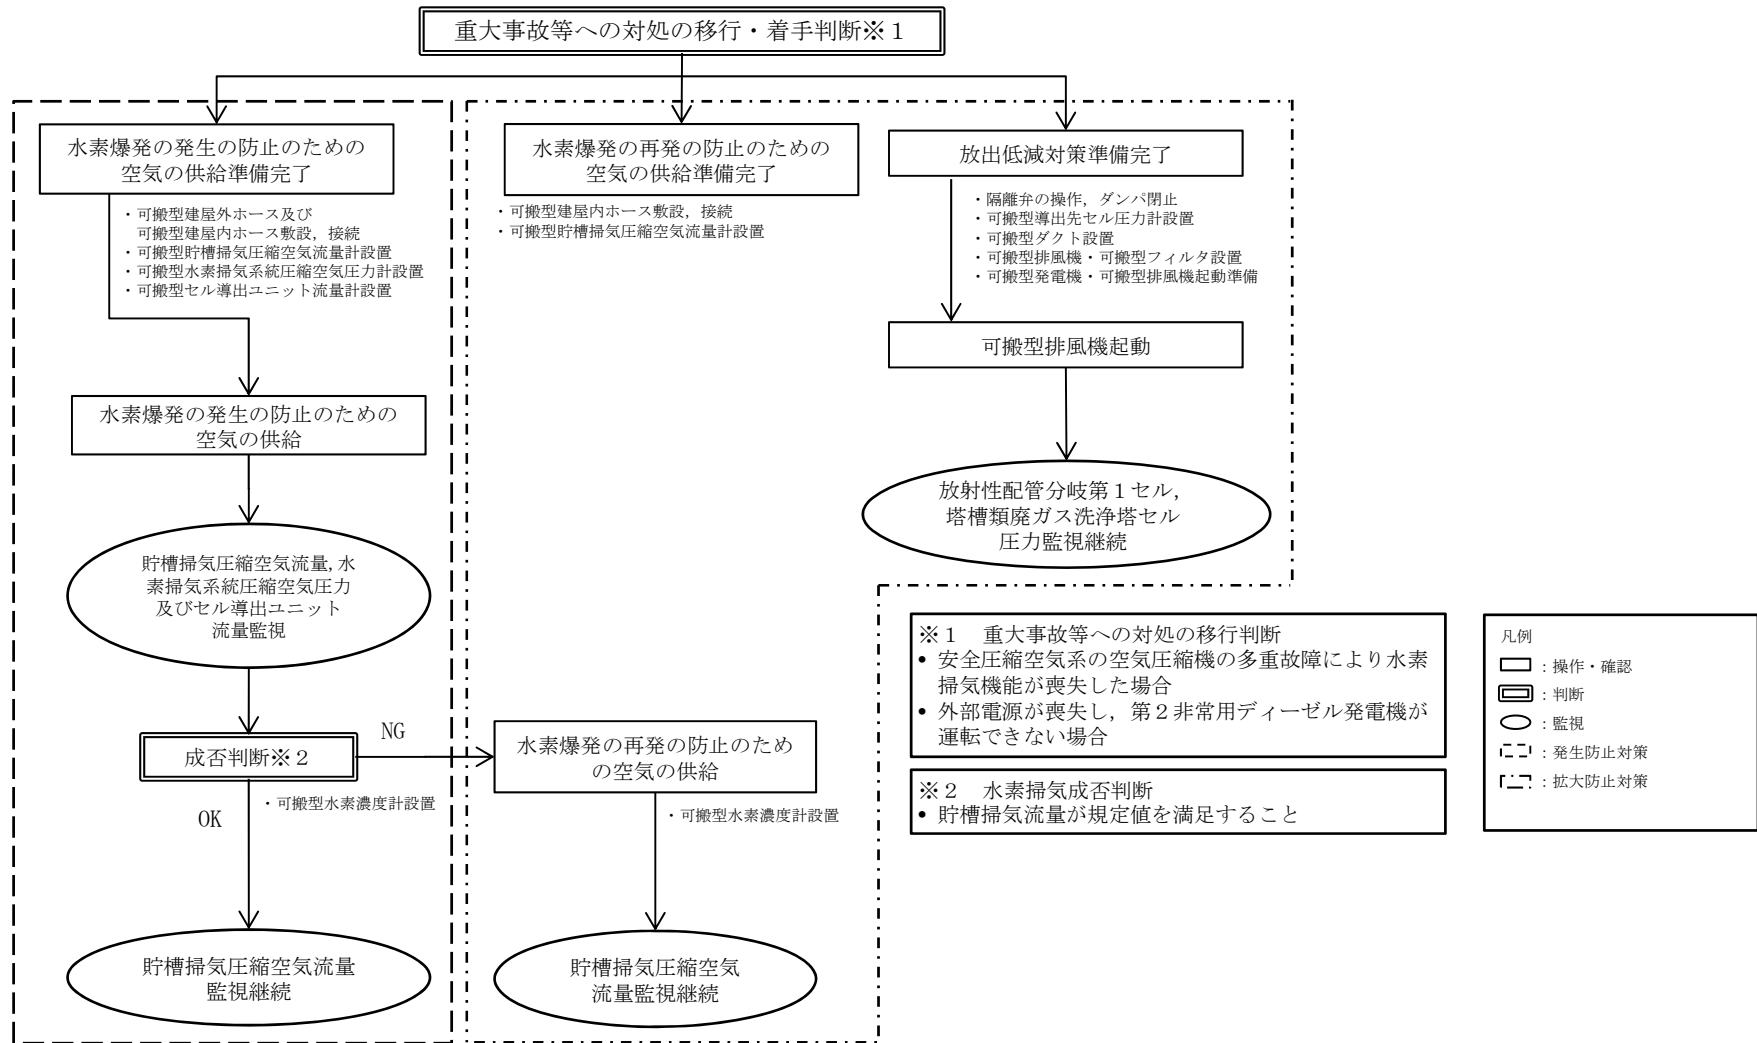 重大事故等への対処の移行・着手判断※1
水素爆発の発生の防止のための
空気の供給準備完了
・可搬型建屋外ホース及び
可搬型建屋内ホース敷設，接続
・可搬型貯槽掃気圧縮空気流量計設置
・可搬型水素掃気系統圧縮空気圧力計設置
・可搬型セル導出ユニット流量計設置
水素爆発の発生の防止のための
空気の供給
貯槽掃気圧縮空気流量,水
素掃気系統圧縮空気圧力
及びセル導出ユニット
流量監視
成否判断※2
NG
OK
・可搬型水素濃度計設置
貯槽掃気圧縮空気流量
監視継続
水素爆発の再発の防止のための
空気の供給準備完了
・可搬型建屋内ホース敷設，接続
・可搬型貯槽掃気圧縮空気流量計設置
水素爆発の再発の防止のため
の空気の供給
・可搬型水素濃度計設置
貯槽掃気圧縮空気
流量監視継続
放出低減対策準備完了
・隔離弁の操作，ダンパ閉止
・可搬型導出先セル圧力計設置
・可搬型ダクト設置
・可搬型排風機・可搬型フィルタ設置
・可搬型発電機・可搬型排風機起動準備
可搬型排風機起動
放射性配管分岐第1セル，
塔槽類廃ガス洗浄塔セル
圧力監視継続
※1　重大事故等への対処の移行判断
• 安全圧縮空気系の空気圧縮機の多重故障により水素
掃気機能が喪失した場合
• 外部電源が喪失し，第2非常用ディーゼル発電機が
運転できない場合
※2　水素掃気成否判断
• 貯槽掃気流量が規定値を満足すること
凡例
：操作・確認
：判断
：監視
：発生防止対策
：拡大防止対策